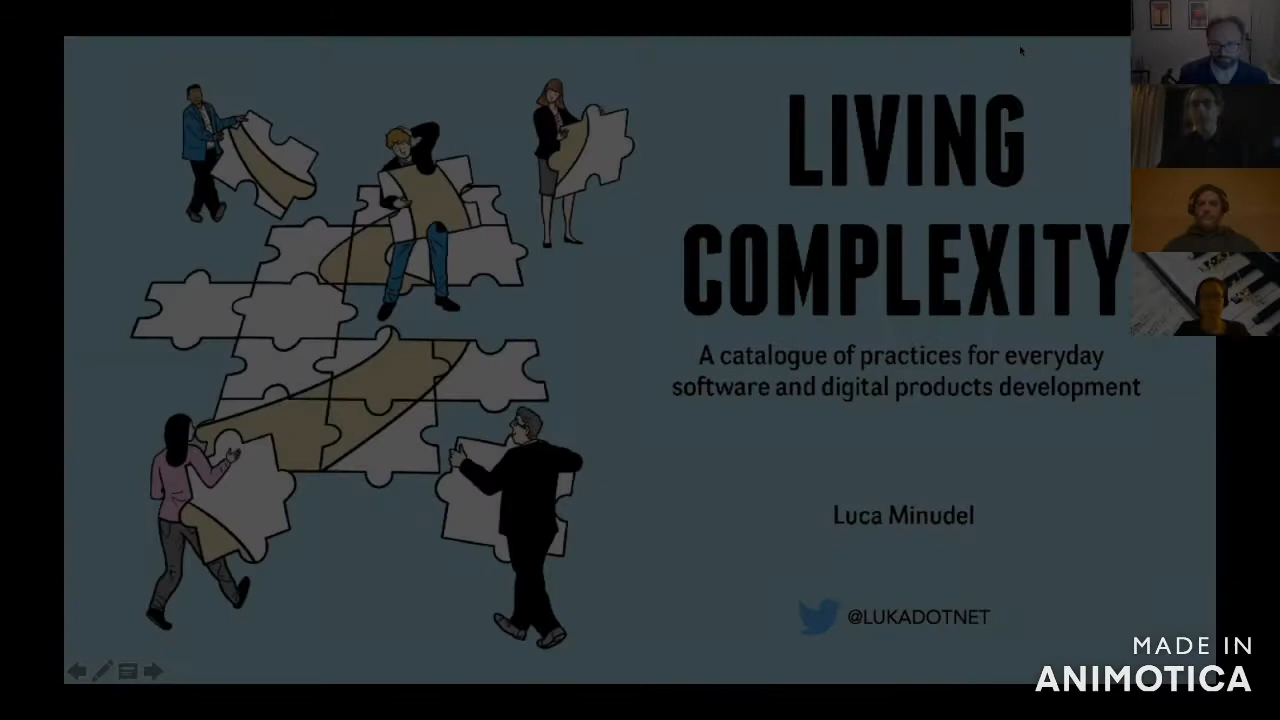 LIVING
COMPLEXITY
A catalogue of practices for everyday
software and digital products development
Luca Minudel
@LUKADOTNET
MADE IN
ANIMOTICA